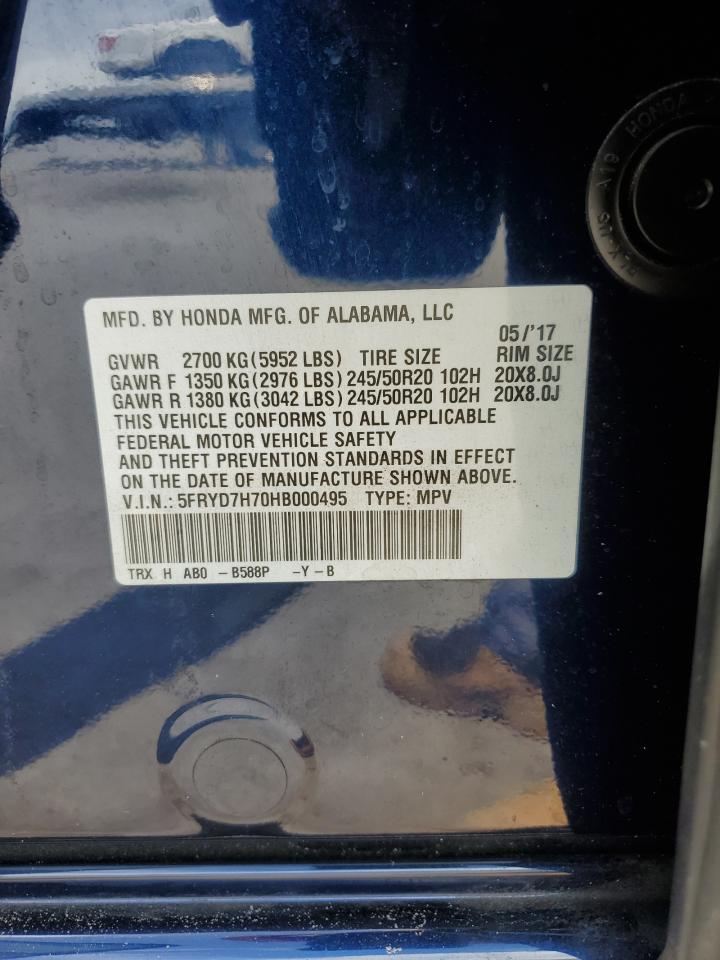 HONDA
A19
MFD. BY HONDA MFG. OF ALABAMA, LLC
05/'17
GVWR 2700 KG(5952 LBS) TIRE SIZE RIM SIZE
GAWR F 1350 KG(2976 LBS) 245/50R20 102H 20X8.0J
GAWR R 1380 KG(3042 LBS) 245/50R20 102H 20X8.0J
THIS VEHICLE CONFORMS TO ALL APPLICABLE
FEDERAL MOTOR VEHICLE SAFETY
AND THEFT PREVENTION STANDARDS IN EFFECT
ON THE DATE OF MANUFACTURE SHOWN ABOVE.
V.I.N.: 5FRYD7H70HB000495 TYPE: MPV
TRX H AB0 -B588P -Y-B